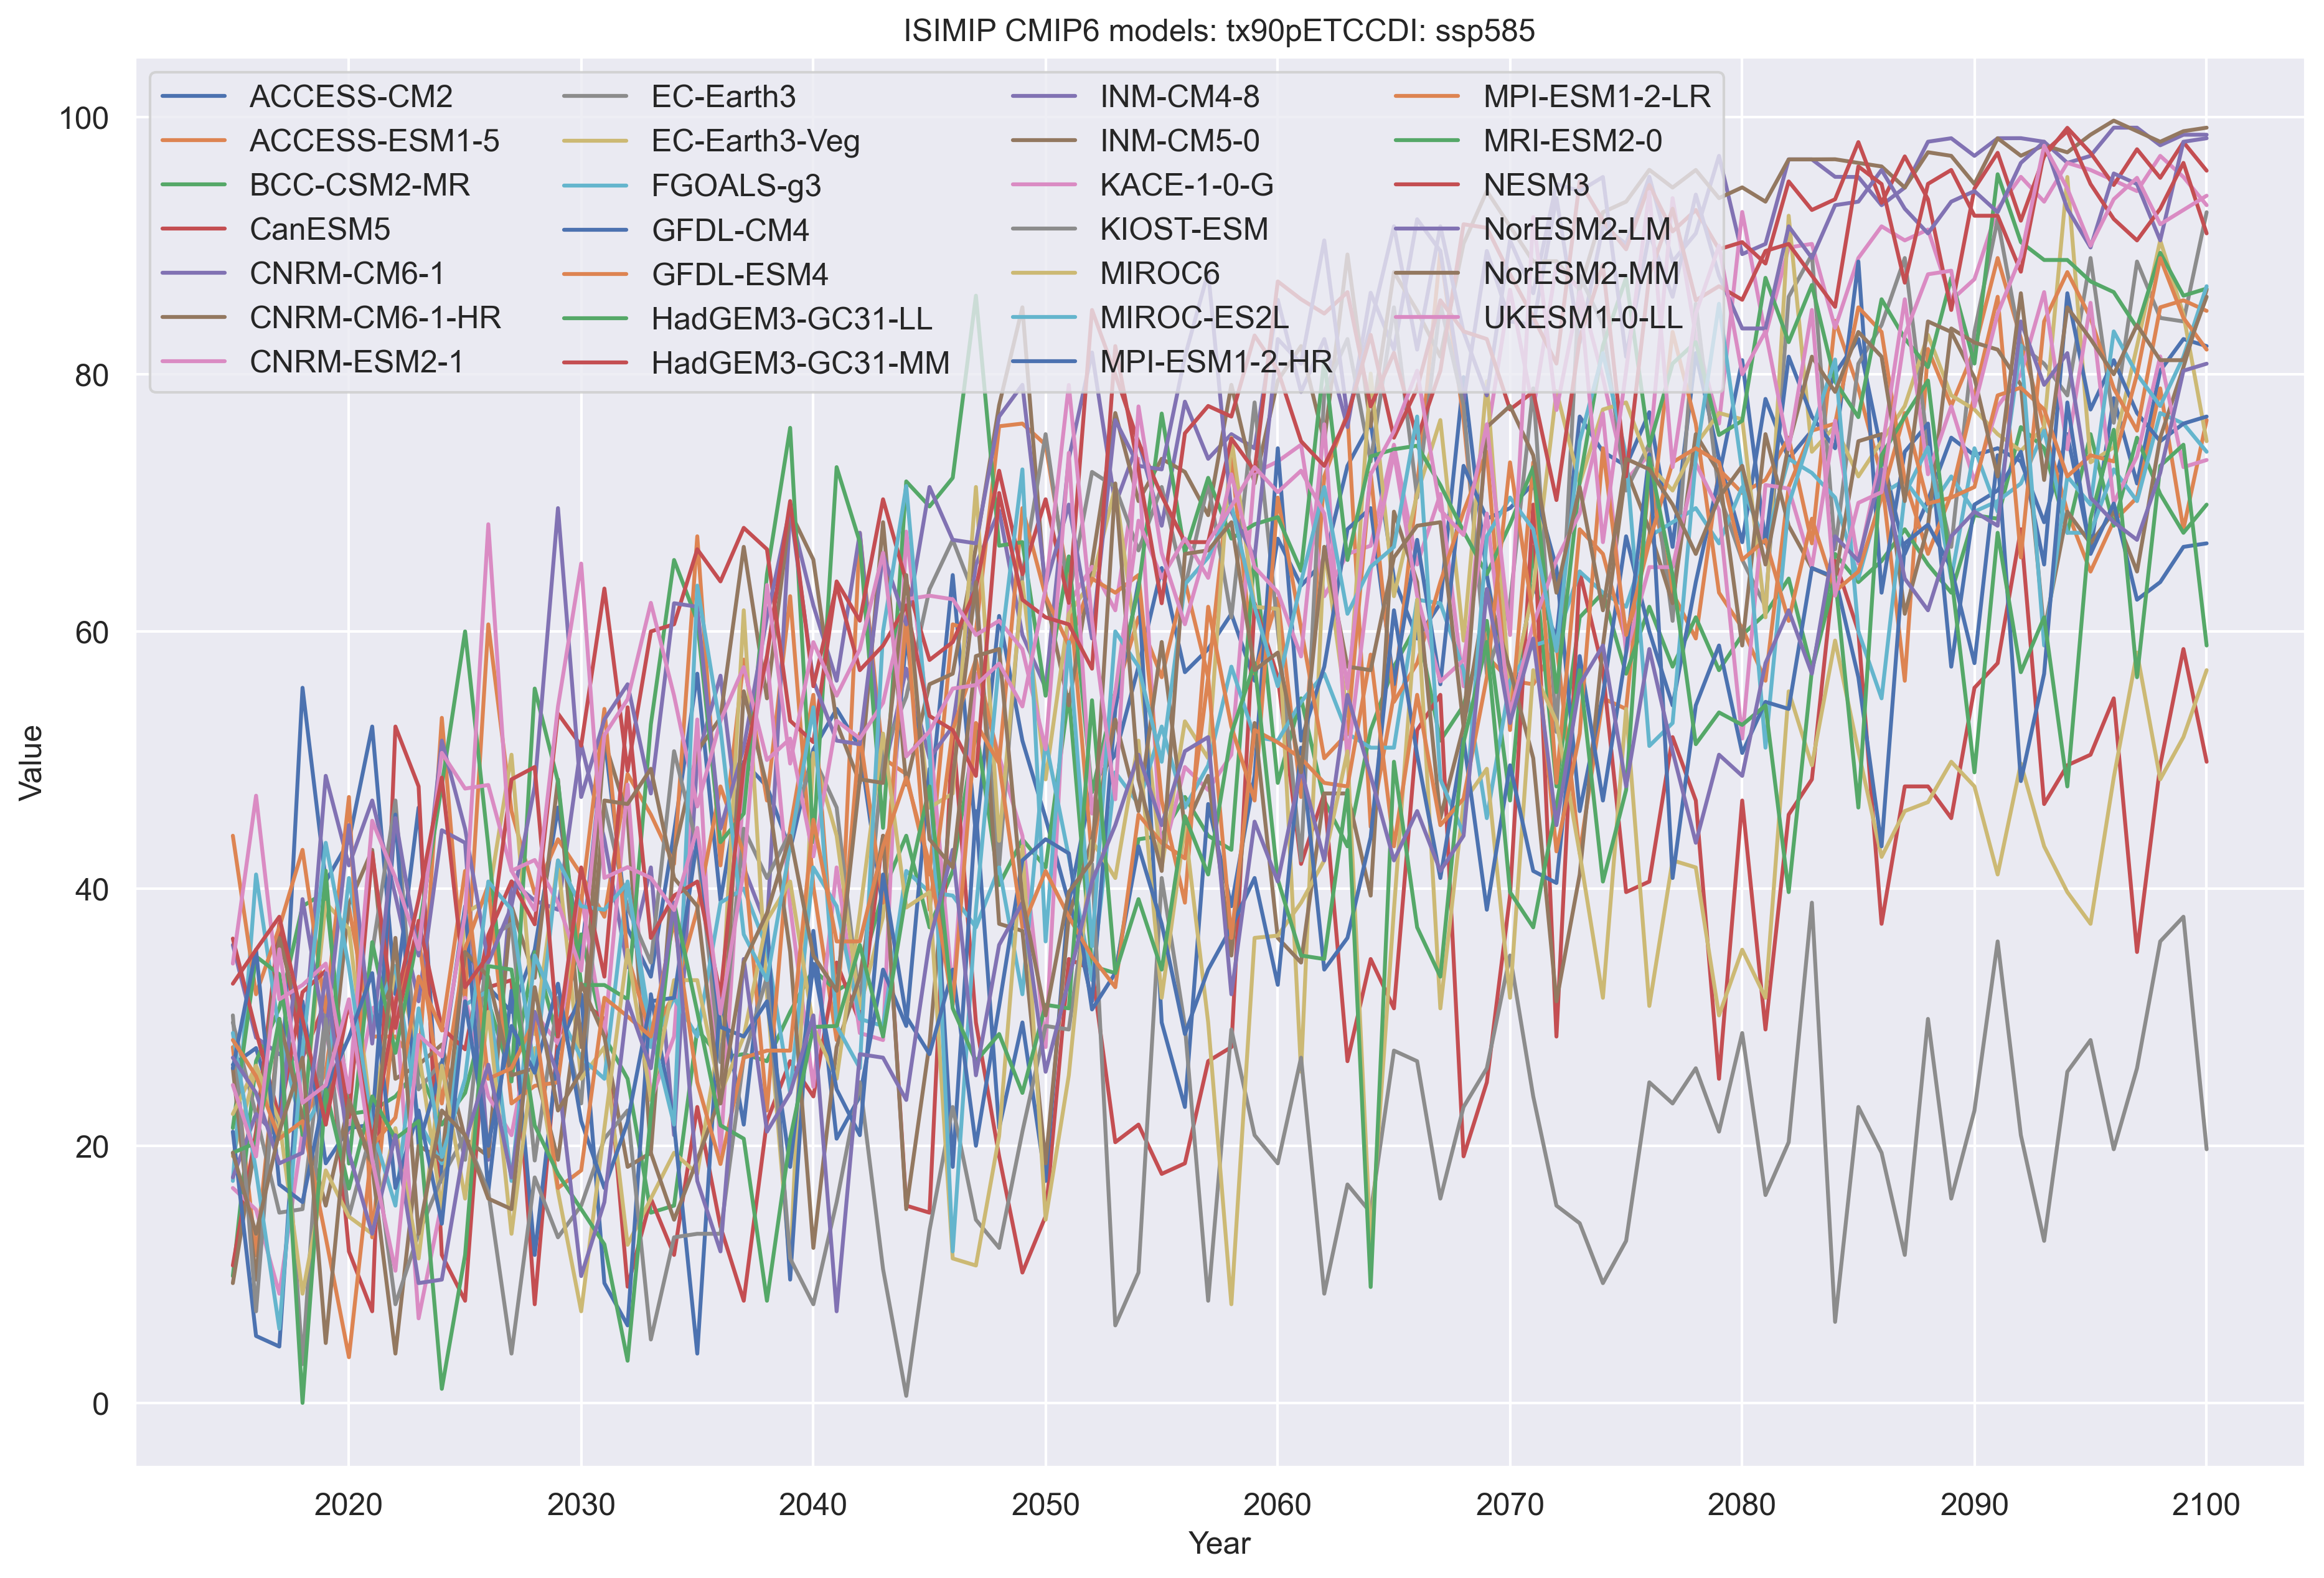 ISIMIP CMIP6 models: tx90pETCCDI: ssp585
ACCESS-CM2
ACCESS-ESM1-5
BCC-CSM2-MR
CanESM5
CNRM-CM6-1
CNRM-CM6-1-HR
CNRM-ESM2-1
EC-Earth3
EC-Earth3-Veg
FGOALS-g3
GFDL-CM4
GFDL-ESM4
HadGEM3-GC31-LL
HadGEM3-GC31-MM
INM-CM4-8
INM-CM5-0
KACE-1-0-G
KIOST-ESM
MIROC6
MIROC-ES2L
MPI-ESM1-2-HR
MPI-ESM1-2-LR
MRI-ESM2-0
NESM3
NorESM2-LM
NorESM2-MM
UKESM1-0-LL
Value
100
80
60
40
20
0
2020 2030 2040 2050 2060 2070 2080 2090 2100
Year